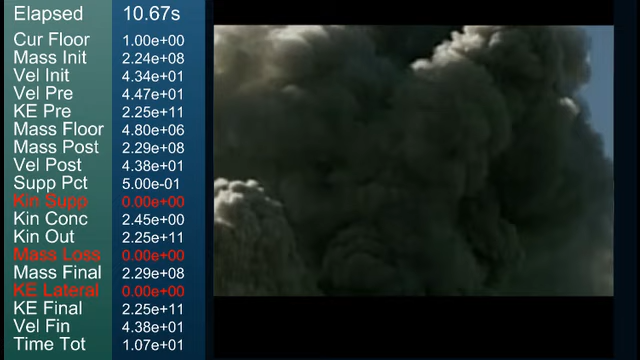 Elapsed 10.67s
Cur Floor 1.00e+00
Mass Init 2.24e+08
Vel Init 4.34e+01
Vel Pre 4.47e+01
KE Pre 2.25e+11
Mass Floor 4.80e+06
Mass Post 2.29e+08
Vel Post 4.38e+01
Supp Pct 5.00e-01
Kin Supp 0.00e+00
Kin Conc 2.45e+00
Kin Out 2.25e+11
Mass Loss 0.00e+00
Mass Final 2.29e+08
KE Lateral 0.00e+00
KE Final 2.25e+11
Vel Fin 4.38e+01
Time Tot 1.07e+01